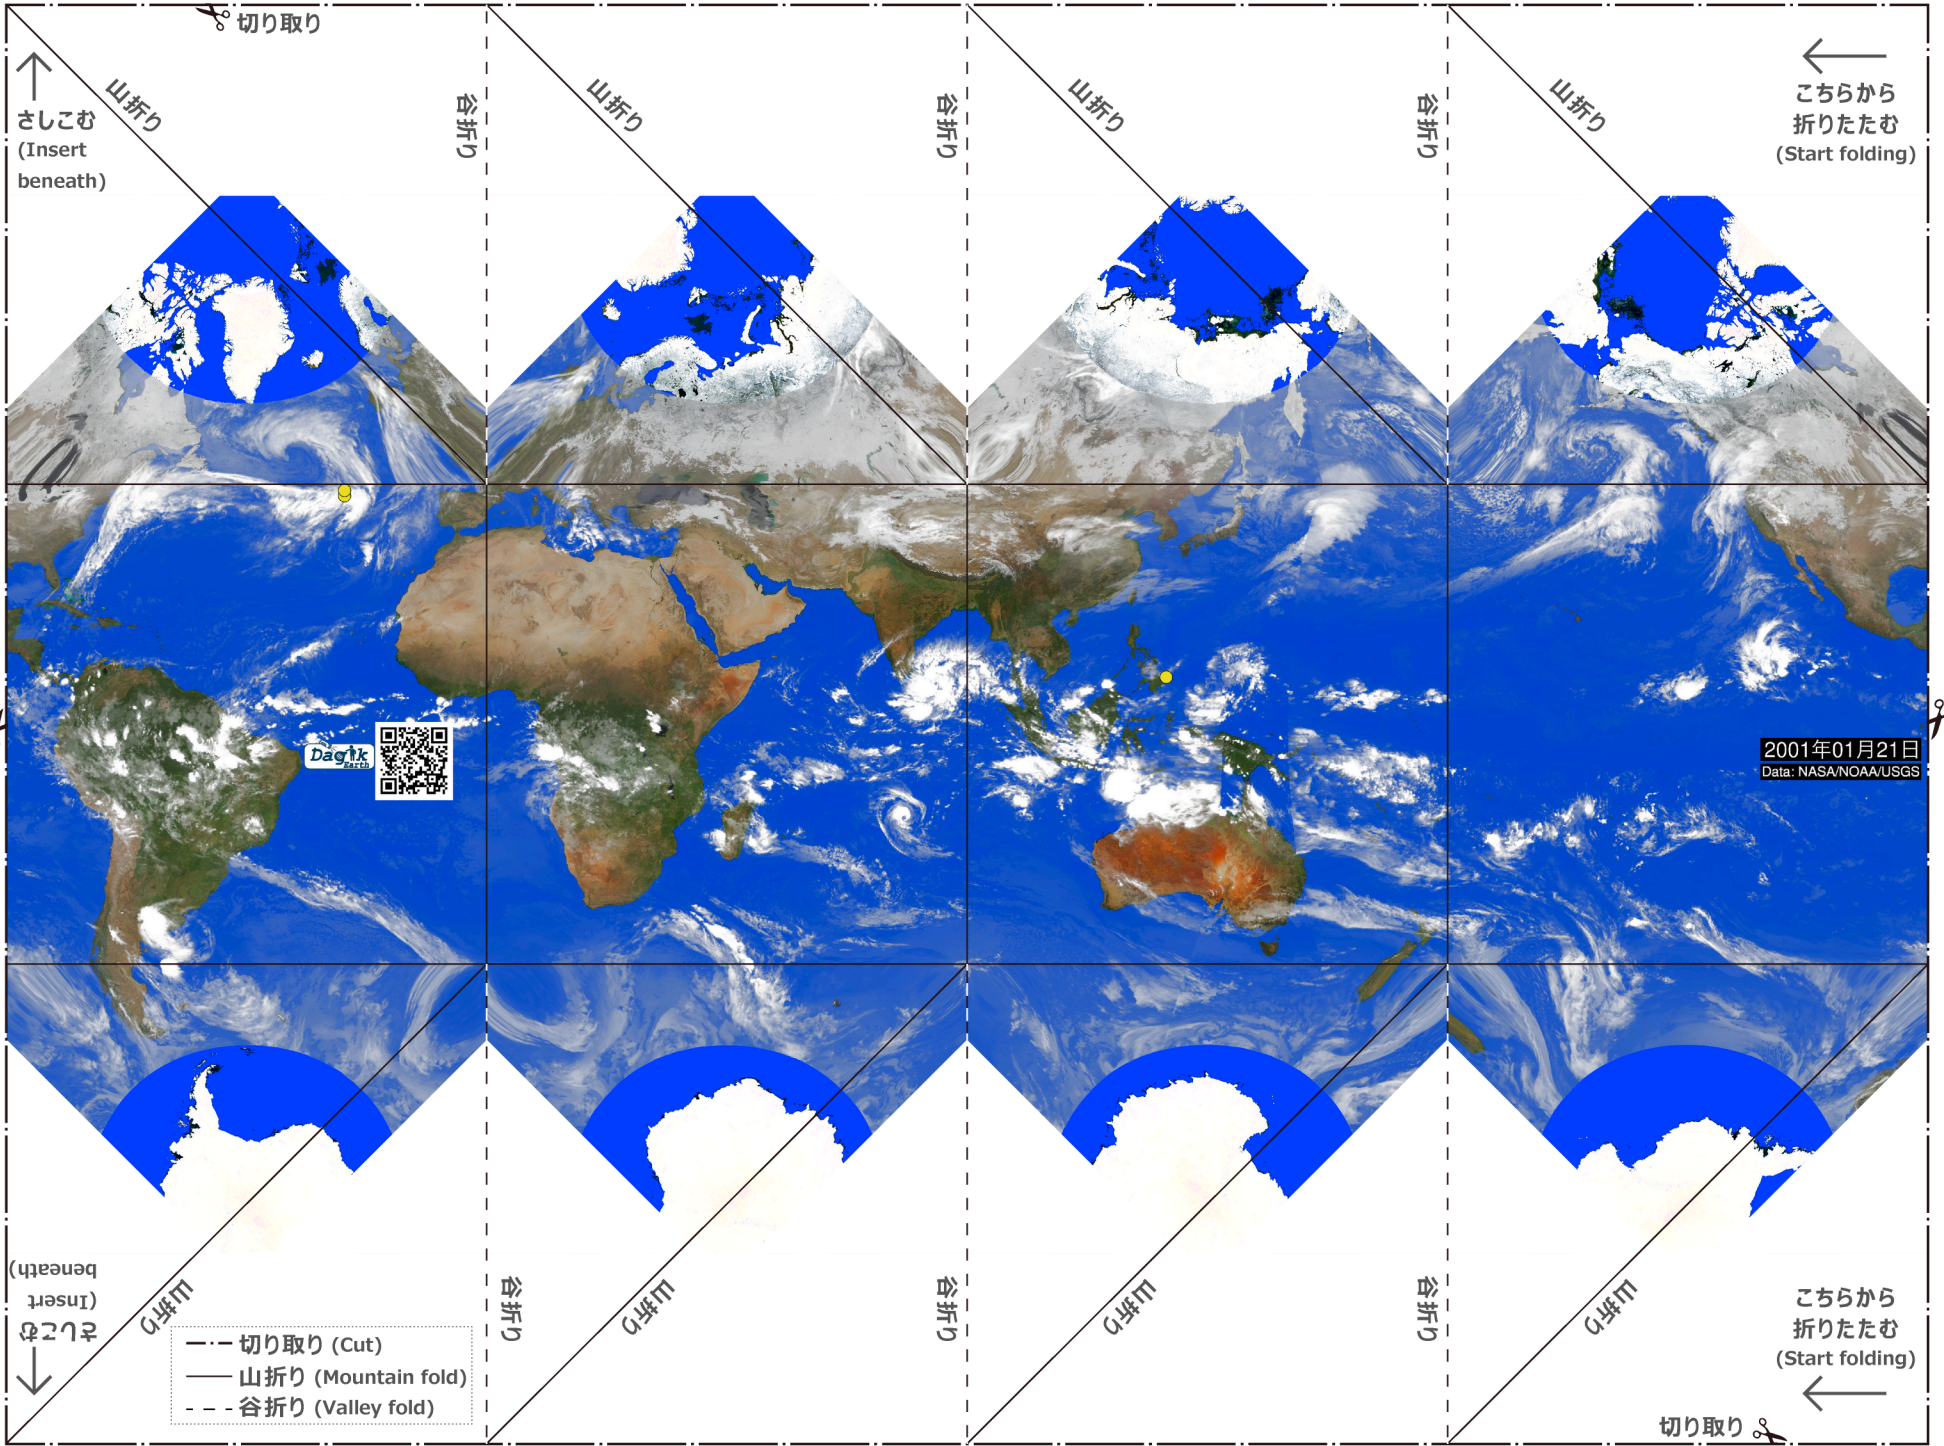 切り取り
山折り
山折り
山折り
山折り
谷折り
谷折り
谷折り
さしこむ
(Insert
beneath)
こちらから
折りたたむ
(Start folding)
Dagik
Earth
2001年01月21日
Data: NASA/NOAA/USGS
さしこむ
(Insert
beneath)
山折り
山折り
山折り
山折り
谷折り
谷折り
谷折り
切り取り (Cut)
山折り (Mountain fold)
谷折り (Valley fold)
こちらから
折りたたむ
(Start folding)
切り取り